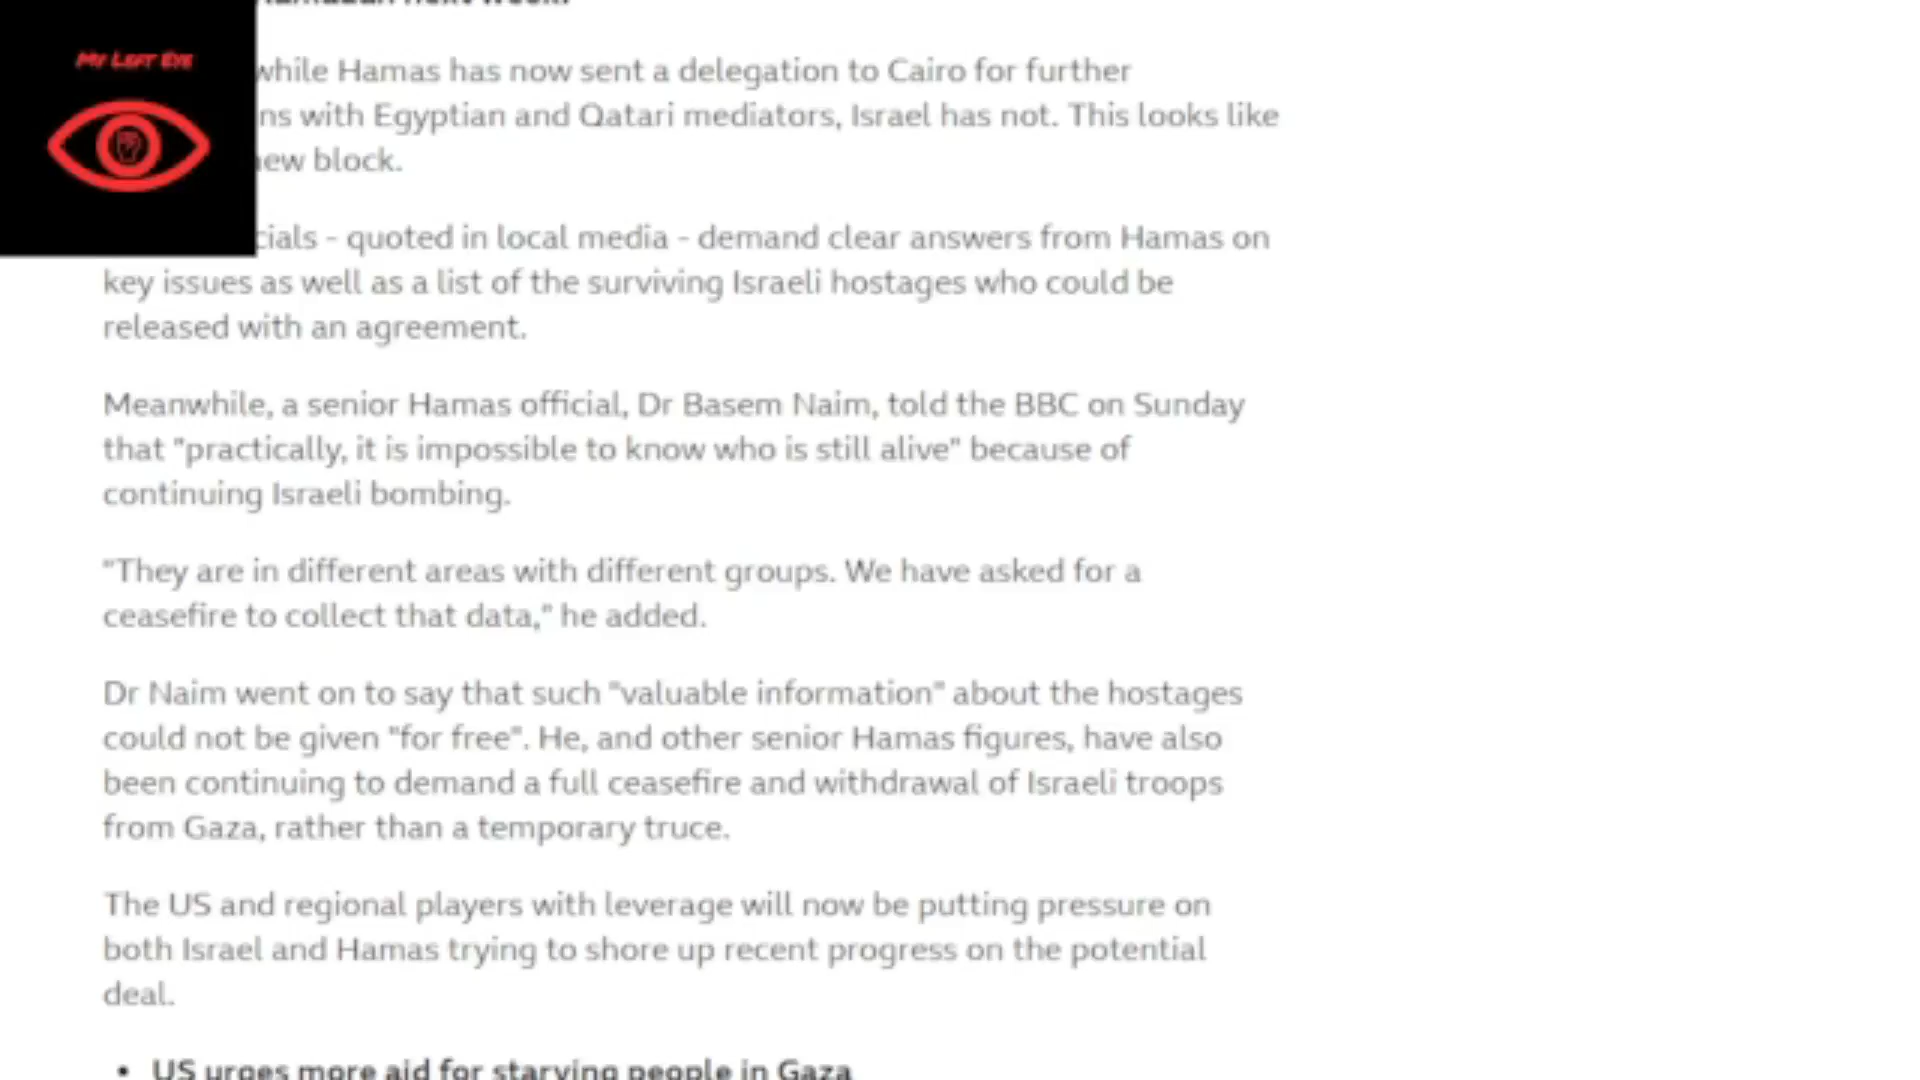 Ramadan next week.
MY LEFT EYE
while Hamas has now sent a delegation to Cairo for further
ns with Egyptian and Qatari mediators, Israel has not. This looks like
new block.
cials - quoted in local media - demand clear answers from Hamas on
key issues as well as a list of the surviving Israeli hostages who could be
released with an agreement.
Meanwhile, a senior Hamas official, Dr Basem Naim, told the BBC on Sunday
that "practically, it is impossible to know who is still alive" because of
continuing Israeli bombing.
"They are in different areas with different groups. We have asked for a
ceasefire to collect that data," he added.
Dr Naim went on to say that such "valuable information" about the hostages
could not be given "for free". He, and other senior Hamas figures, have also
been continuing to demand a full ceasefire and withdrawal of Israeli troops
from Gaza, rather than a temporary truce.
The US and regional players with leverage will now be putting pressure on
both Israel and Hamas trying to shore up recent progress on the potential
deal.
• US urges more aid for starving people in Gaza